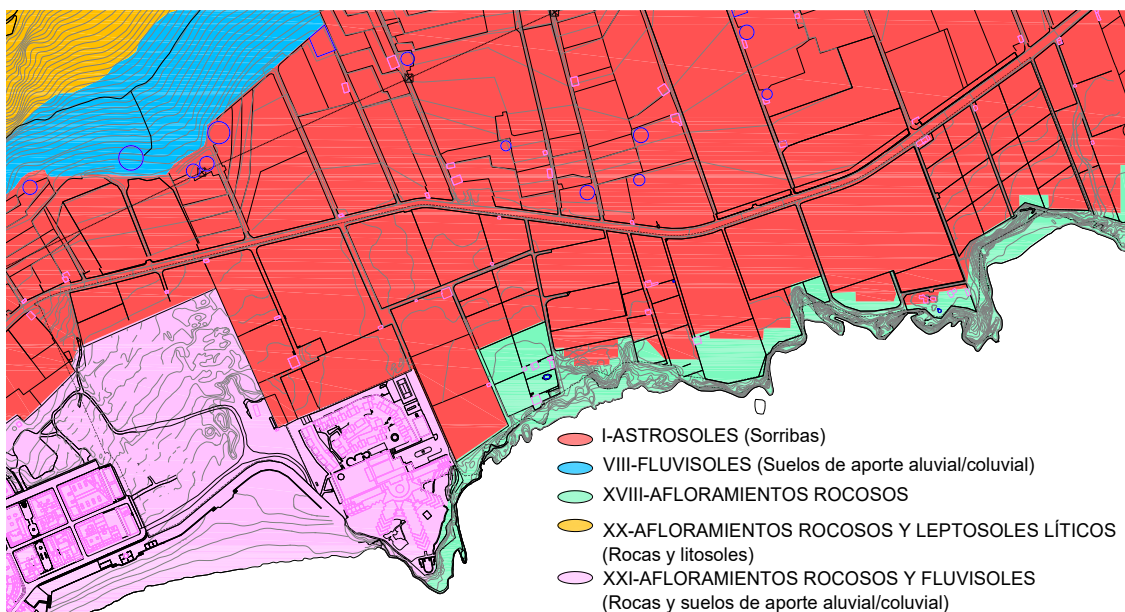 I-ASTROSOLES (Sorribas)
VIII-FLUVISOLES (Suelos de aporte aluvial/coluvial)
XVIII-AFLORAMIENTOS ROCOSOS
XX-AFLORAMIENTOS ROCOSOS Y LEPTOSOLES LÍTICOS
(Rocas y litosoles)
XXI-AFLORAMIENTOS ROCOSOS Y FLUVISOLES
(Rocas y suelos de aporte aluvial/coluvial)